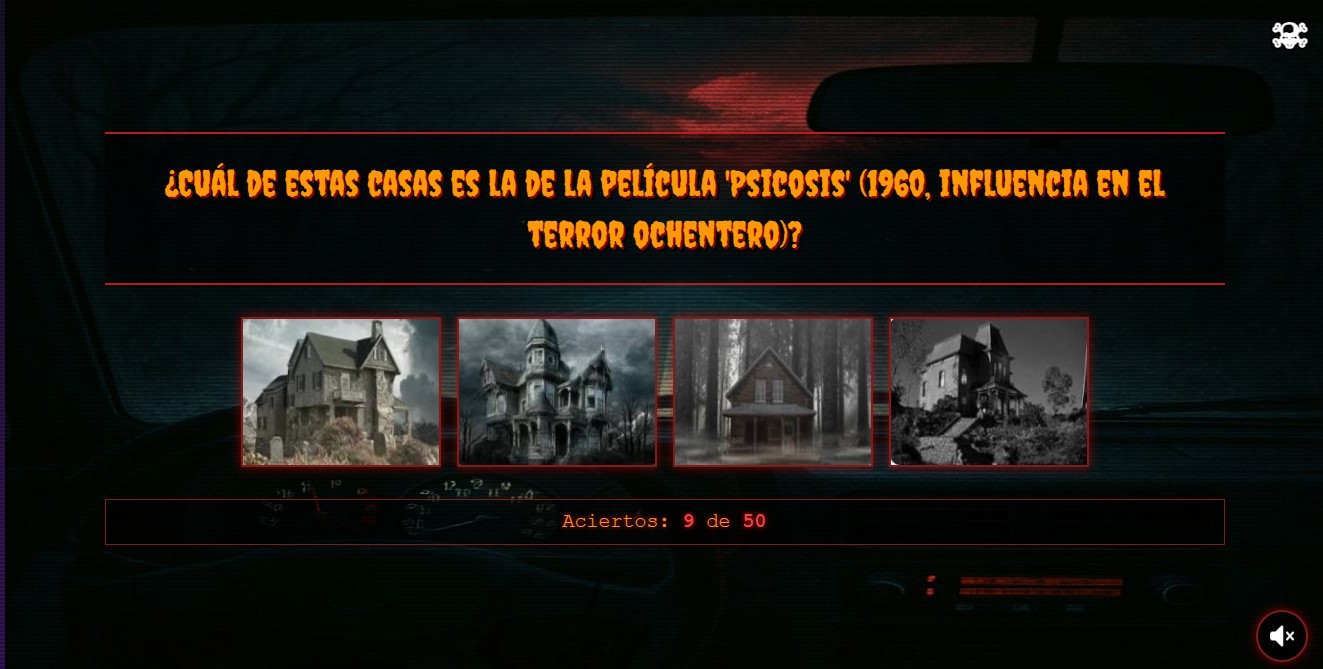 ¿CUÁL DE ESTAS CASAS ES LA DE LA PELÍCULA 'PSICOSIS' (1960, INFLUENCIA EN EL
TERROR OCHENTERO)?
Aciertos: 9 de 50